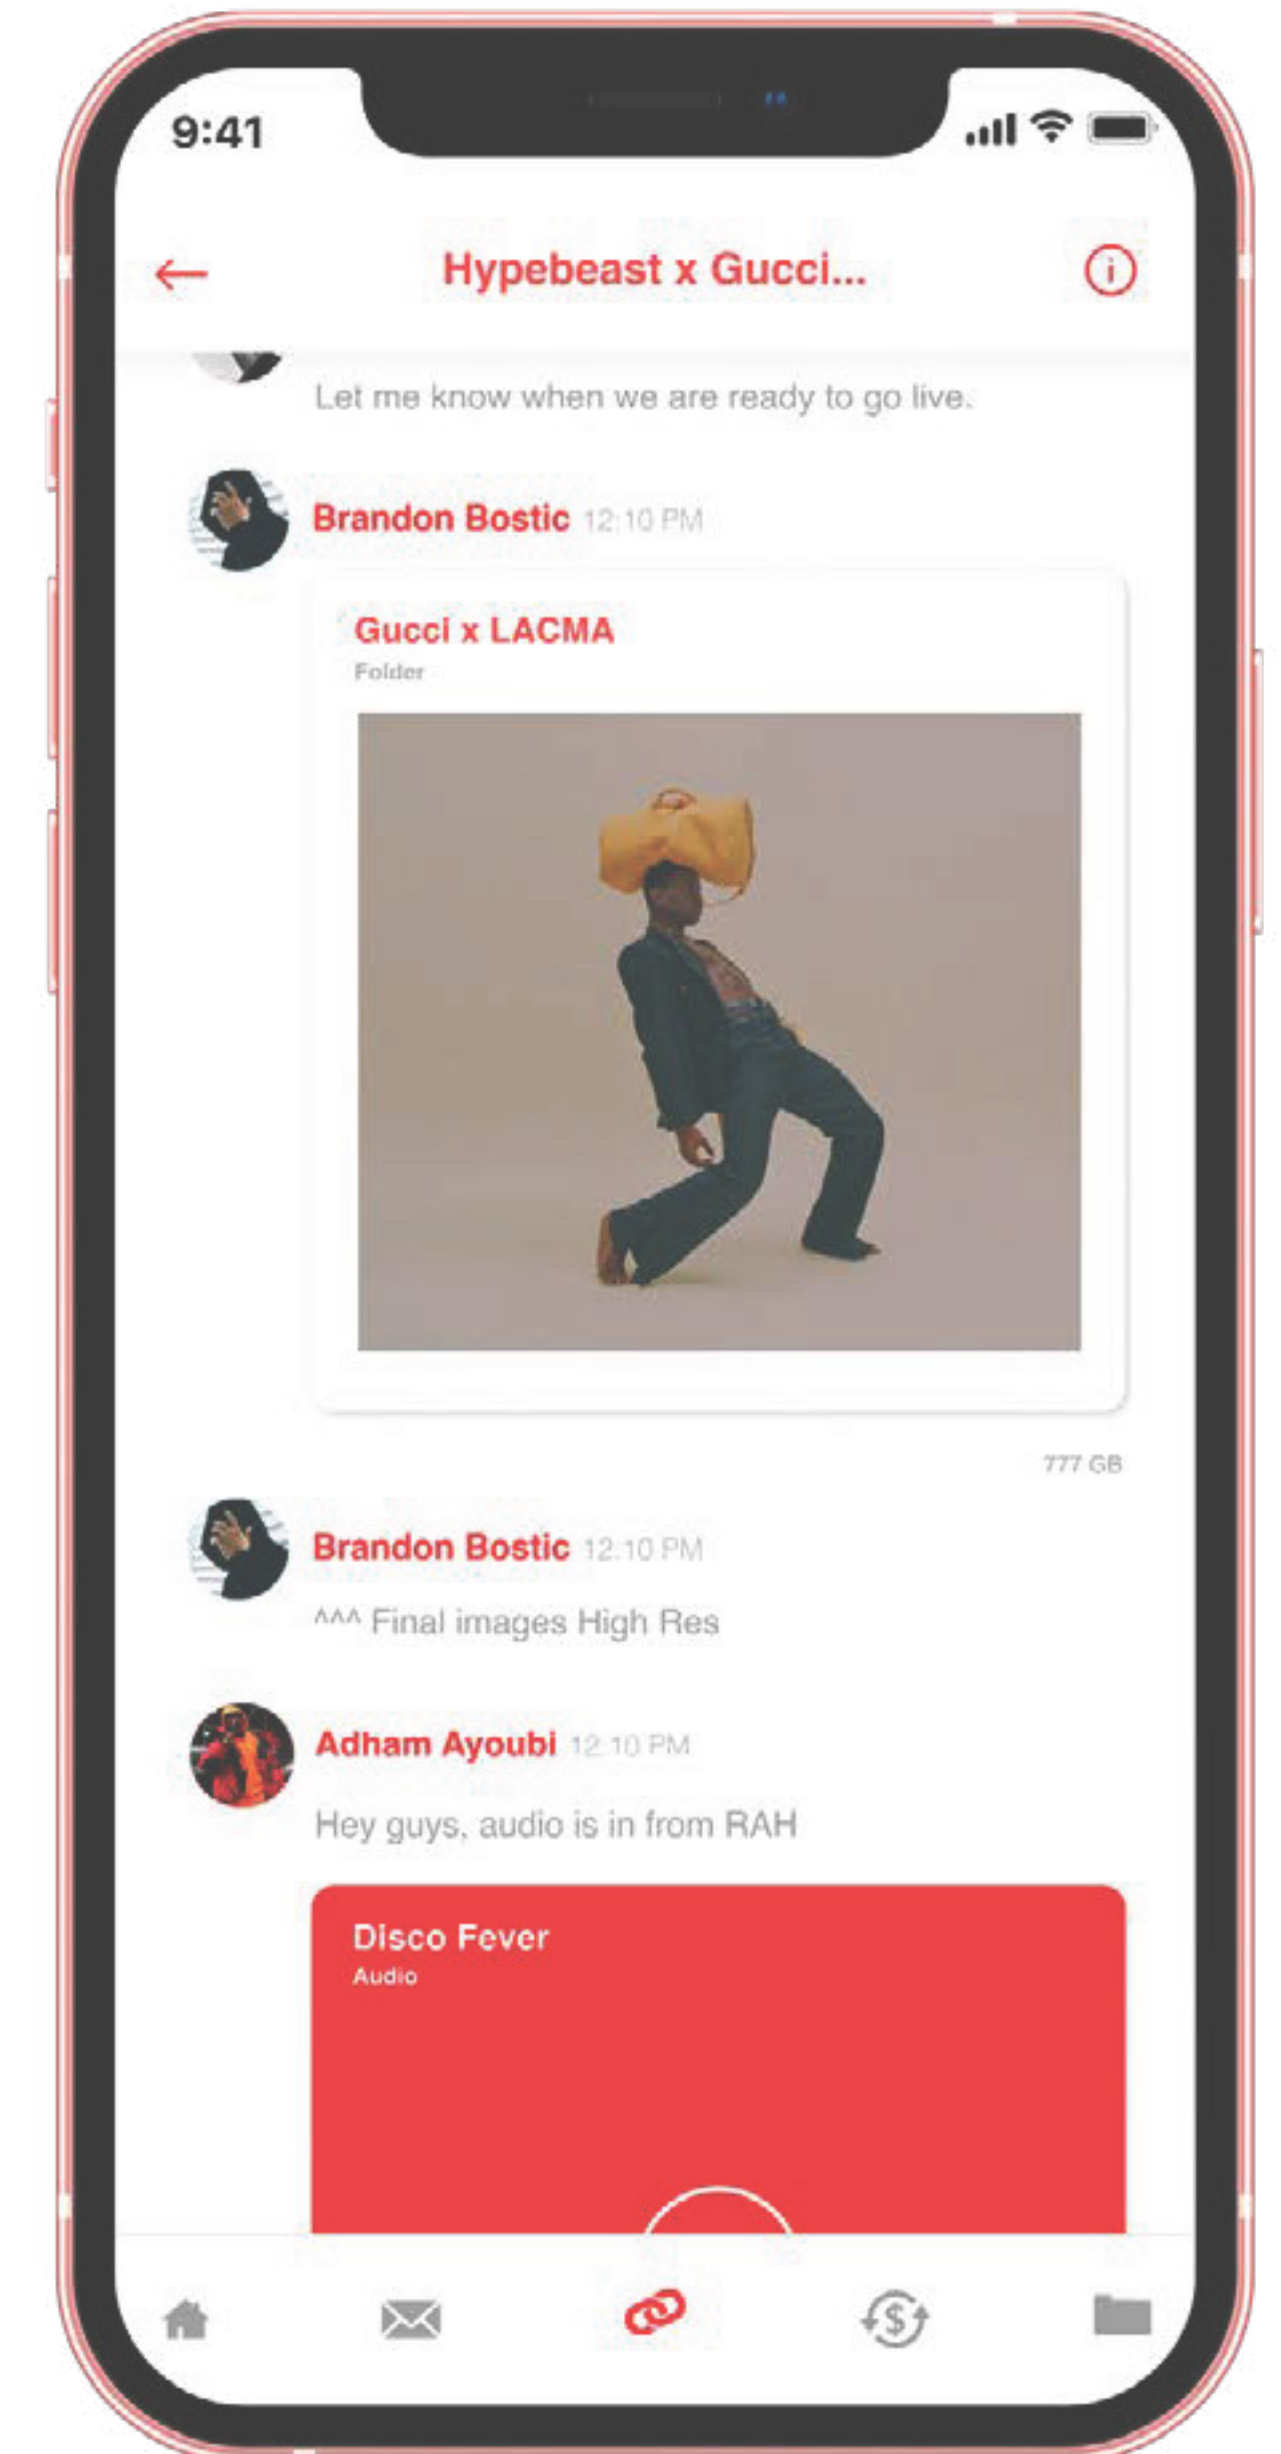 9:41
Hypebeast x Gucci...
Let me know when we are ready to go live.
Brandon Bostic 12:10 PM
Gucci x LACMA
Folder
777 GB
Brandon Bostic 12:10 PM
^^^ Final images High Res
Adham Ayoubi 12:10 PM
Hey guys, audio is in from RAH
Disco Fever
Audio